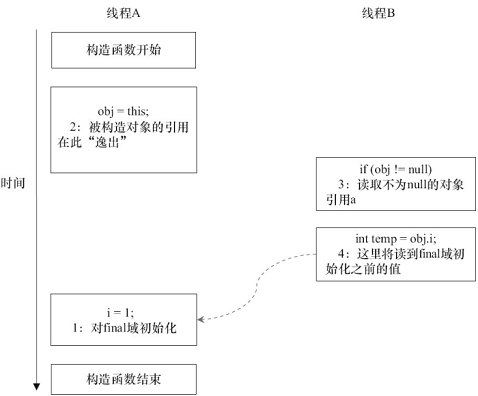 线程A
线程B
构造函数开始
obj = this;
2：被构造对象的引用
在此“逸出”
时间
if (obj != null)
3：读取不为null的对象
引用a
int temp = obj.i;
4：这里将读到final域初
始化之前的值
i = 1;
1：对final域初始化
构造函数结束